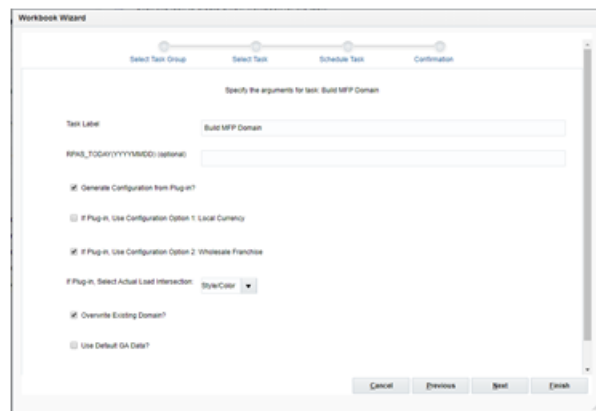 Workbook Wizard
Select Task Group Select Task Schedule Task Confirmation
Specify the arguments for task: Build MFP Domain
Task Label Build MFP Domain
RPAS_TODAY(YYYYMMDD) (optional)
Generate Configuration from Plug-in?
If Plug-in, Use Configuration Option 1: Local Currency
If Plug-in, Use Configuration Option 2: Wholesale Franchise
If Plug-in, Select Actual Load Intersection: Style/Color
Overwrite Existing Domain?
Use Default GA Data?
Cancel Previous Next Finish